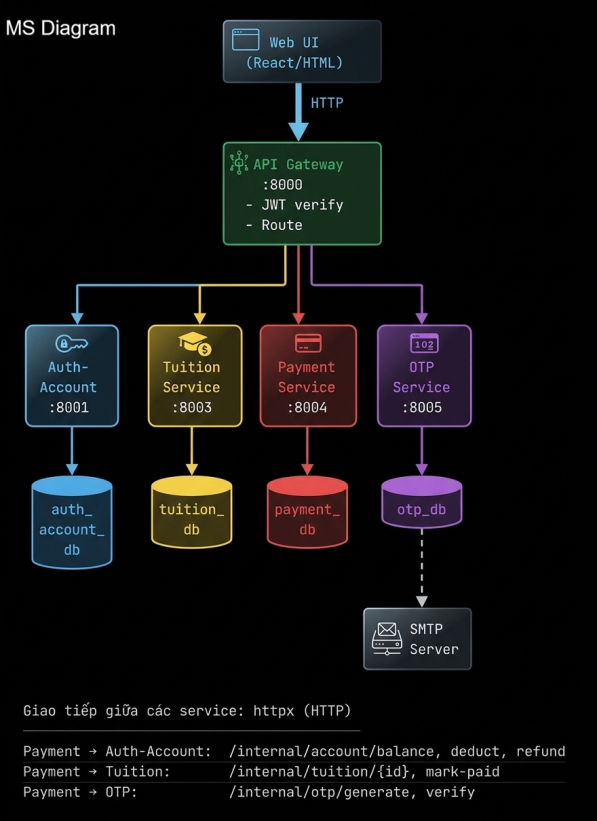 MS Diagram
Web UI
(React/HTML)
HTTP
API Gateway
:8000
- JWT verify
- Route
Auth-
Account
:8001
Tuition
Service
:8003
Payment
Service
:8004
102
OTP
Service
:8005
auth_
account_
db
tuition_
db
payment_
db
otp_db
SMTP
Server
Giao tiếp giữa các service: httpx (HTTP)
Payment → Auth-Account: /internal/account/balance, deduct, refund
Payment → Tuition: /internal/tuition/{id}, mark-paid
Payment → OTP: /internal/otp/generate, verify